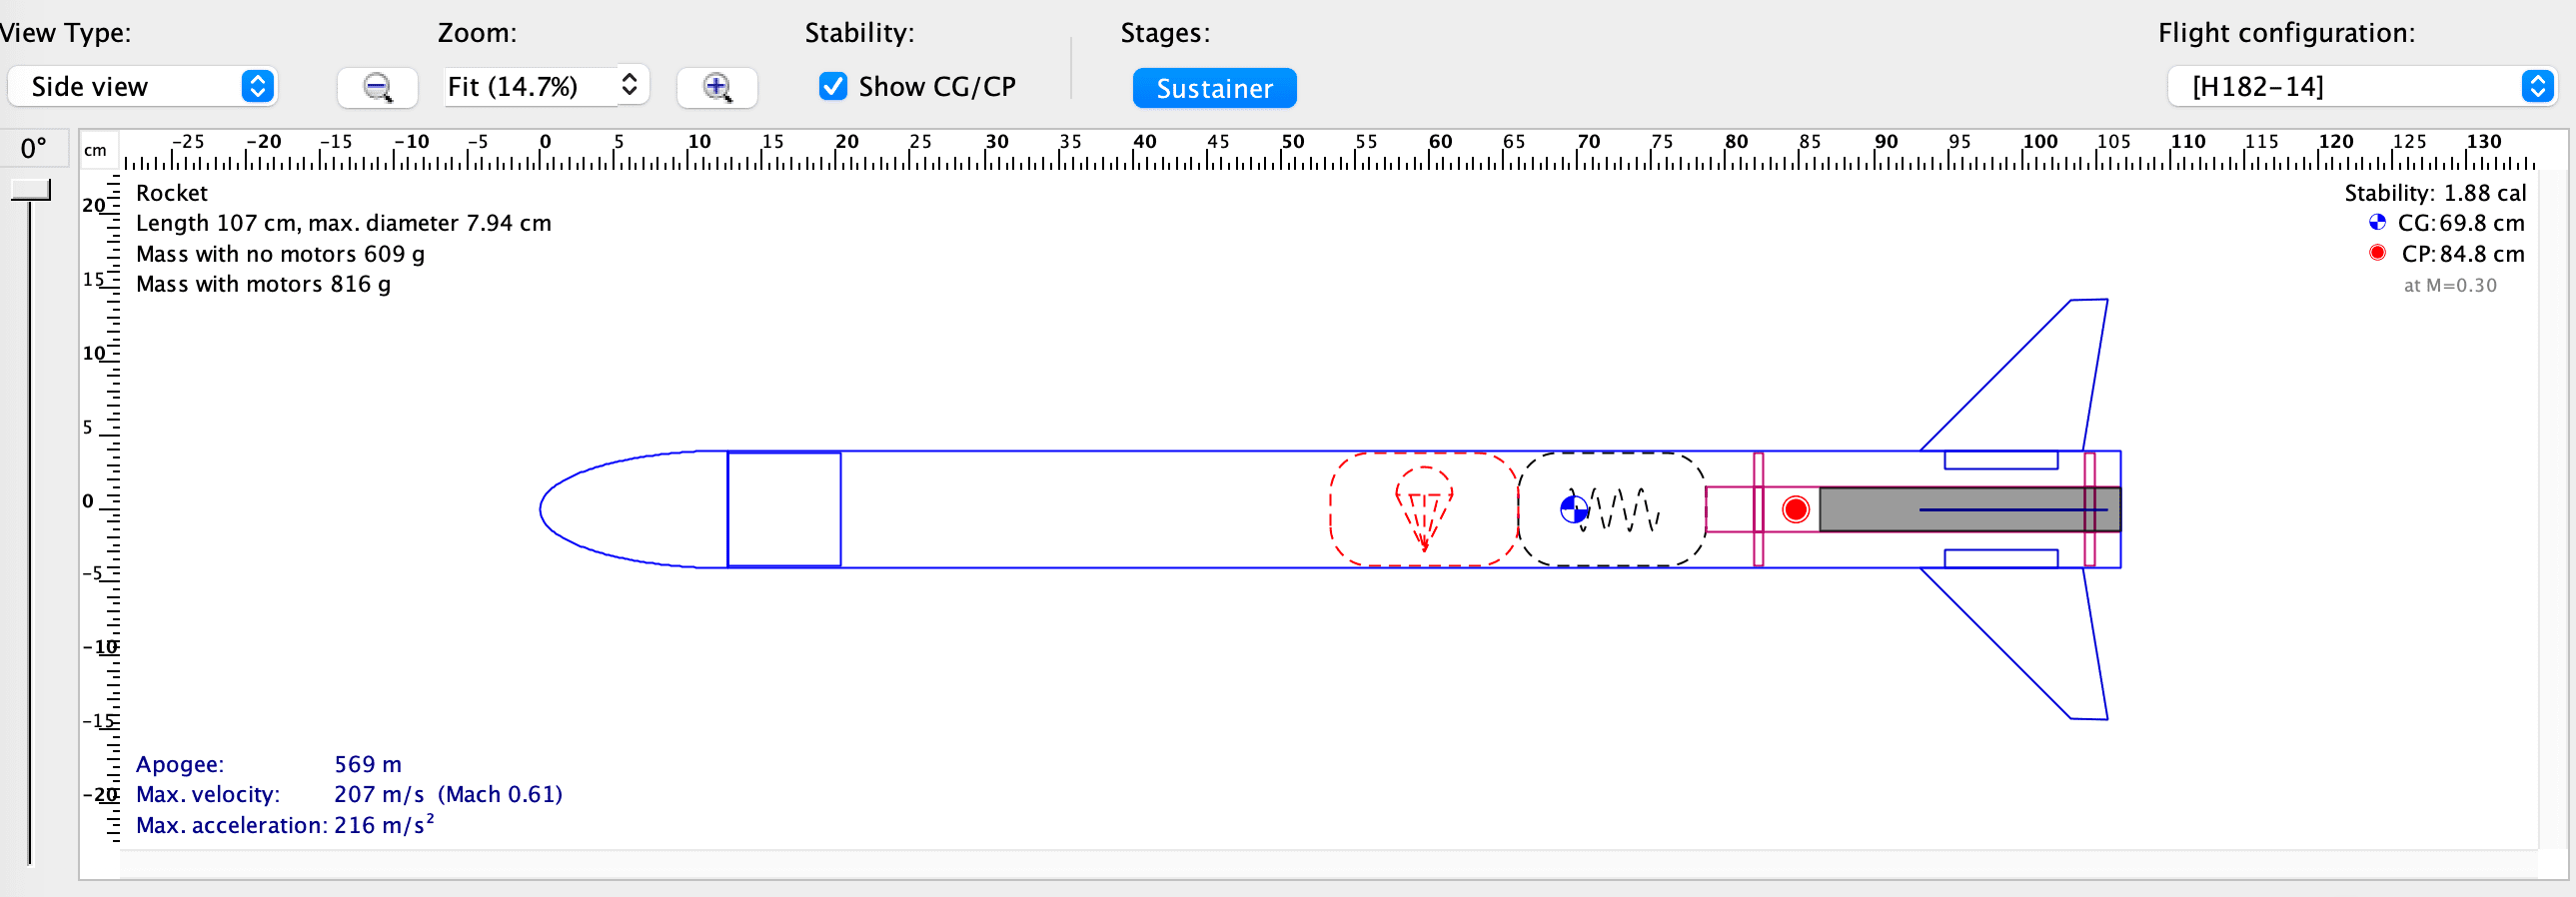 View Type:
Zoom:
Stability:
Stages:
Flight configuration:
Side view
Fit (14.7%)
Show CG/CP
Sustainer
[H182-14]
0°
cm
-25 -20 -15 -10 -5 0 5 10 15 20 25 30 35 40 45 50 55 60 65 70 75 80 85 90 95 100 105 110 115 120 125 130
20
15
10
5
0
-5
-10
-15
-20
Rocket
Length 107 cm, max. diameter 7.94 cm
Mass with no motors 609 g
Mass with motors 816 g
Stability: 1.88 cal
CG: 69.8 cm
CP: 84.8 cm
at M=0.30
Apogee: 569 m
Max. velocity: 207 m/s (Mach 0.61)
Max. acceleration: 216 m/s²